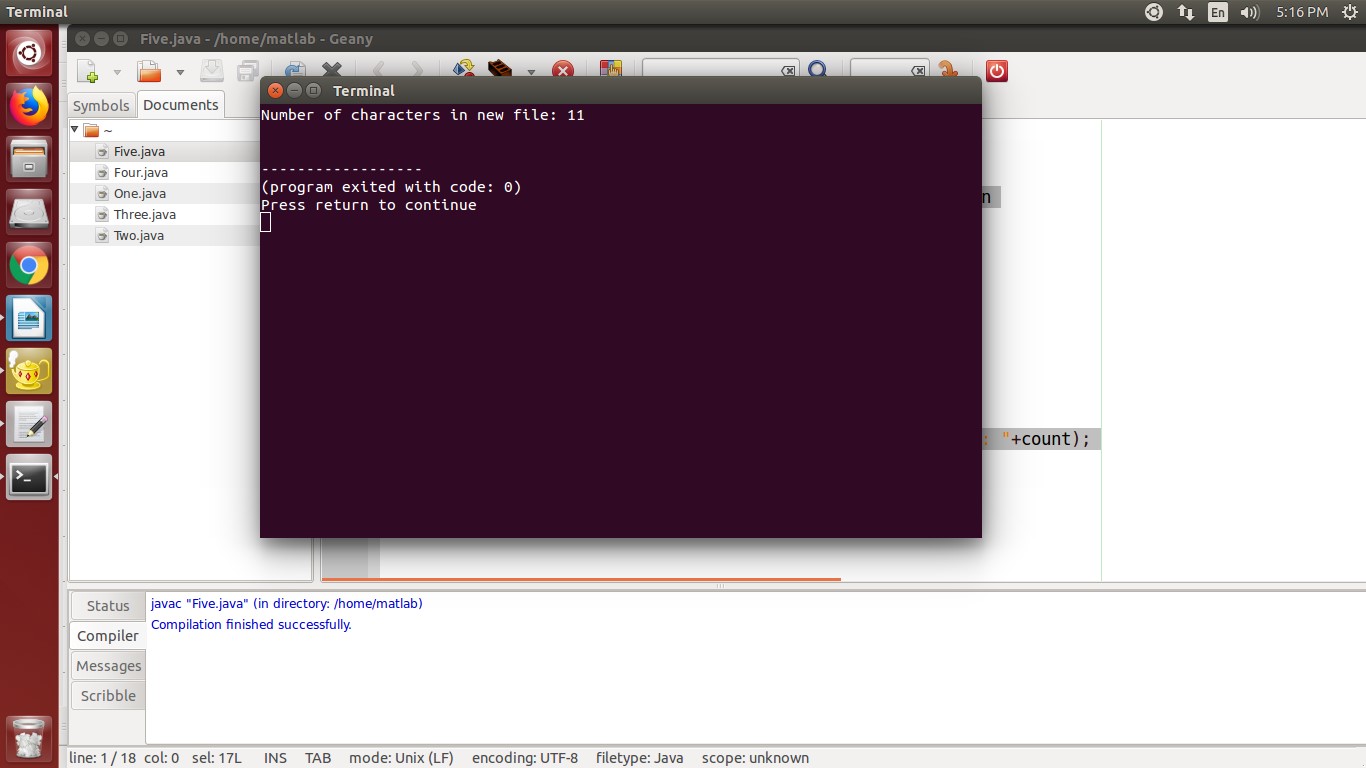 Terminal
En
5:16 PM
Five.java - /home/matlab - Geany
Symbols
Documents
~
Five.java
Four.java
One.java
Three.java
Two.java
Terminal
Number of characters in new file: 11
------------------
(program exited with code: 0)
Press return to continue
n
: "+count);
Status
Compiler
Messages
Scribble
javac "Five.java" (in directory: /home/matlab)
Compilation finished successfully.
line: 1 / 18 col: 0 sel: 17L INS TAB mode: Unix (LF) encoding: UTF-8 filetype: Java scope: unknown